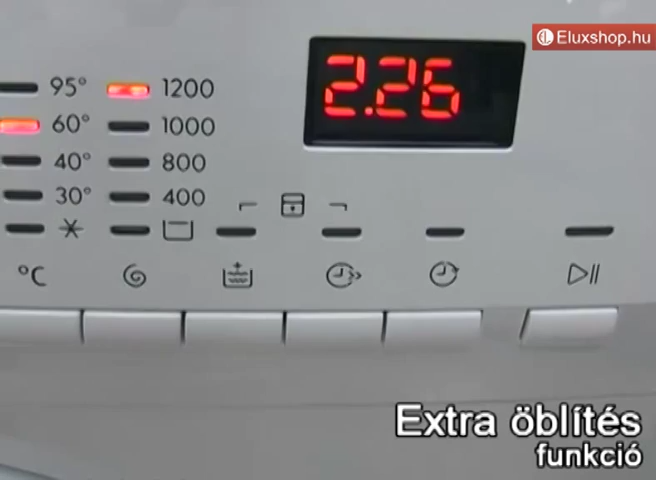 Eluxshop.hu
2.26
95° 1200
60° 1000
40° 800
30° 400
°C
Extra öblítés
funkció